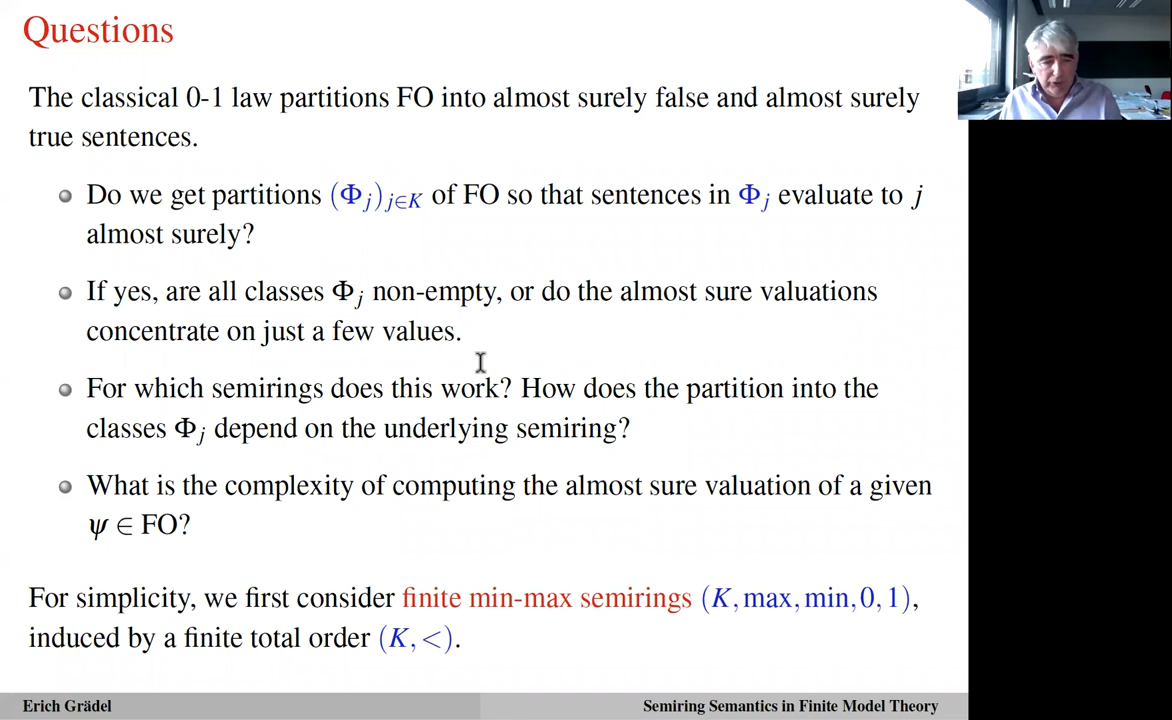 Questions
The classical 0-1 law partitions FO into almost surely false and almost surely
true sentences.
Do we get partitions (Φ_j)_{j∈K} of FO so that sentences in Φ_j evaluate to j
almost surely?
If yes, are all classes Φ_j non-empty, or do the almost sure valuations
concentrate on just a few values.
For which semirings does this work? How does the partition into the
classes Φ_j depend on the underlying semiring?
What is the complexity of computing the almost sure valuation of a given
ψ ∈ FO?
For simplicity, we first consider finite min-max semirings (K, max, min, 0, 1),
induced by a finite total order (K, <).
Erich Grädel
Semiring Semantics in Finite Model Theory